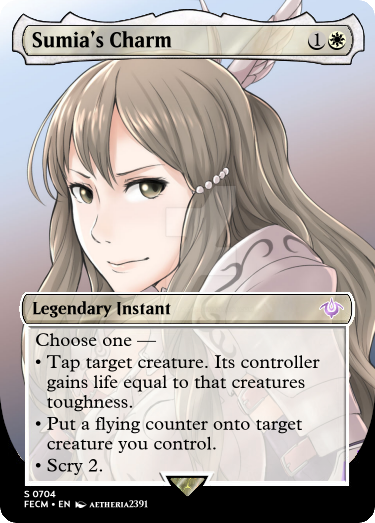 Sumia's Charm 1
Legendary Instant
Choose one —
• Tap target creature. Its controller
gains life equal to that creatures
toughness.
• Put a flying counter onto target
creature you control.
• Scry 2.
S 0704
FECM • EN AETHERIA2391